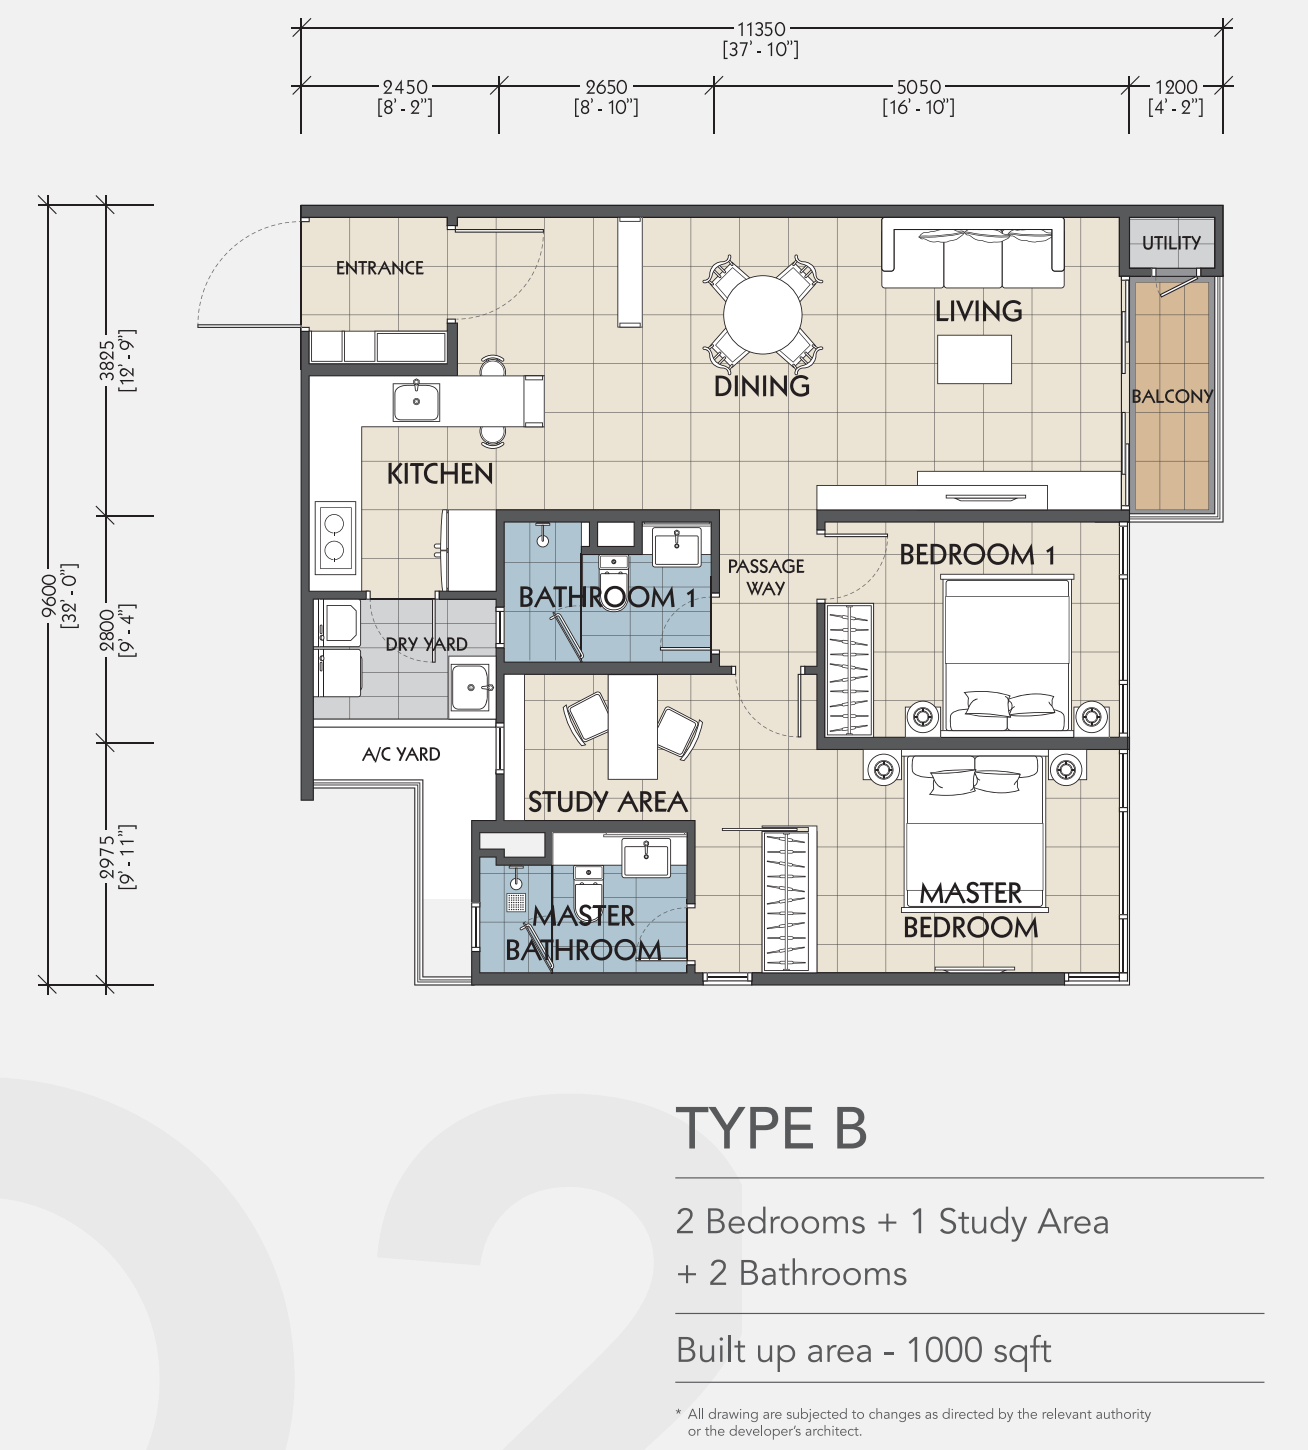 11350
[37' - 10"]
2450
[8' - 2"]
2650
[8' - 10"]
5050
[16' - 10"]
1200
[4' - 2"]
9600
[32' - 0"]
3825
[12' - 9"]
2800
[9' - 4"]
2975
[9' - 11"]
ENTRANCE
UTILITY
LIVING
DINING
BALCONY
KITCHEN
BEDROOM 1
PASSAGE
WAY
BATHROOM 1
DRY YARD
A/C YARD
STUDY AREA
MASTER
BEDROOM
MASTER
BATHROOM
02
TYPE B
2 Bedrooms + 1 Study Area
+ 2 Bathrooms
Built up area - 1000 sqft
* All drawing are subjected to changes as directed by the relevant authority
or the developer's architect.